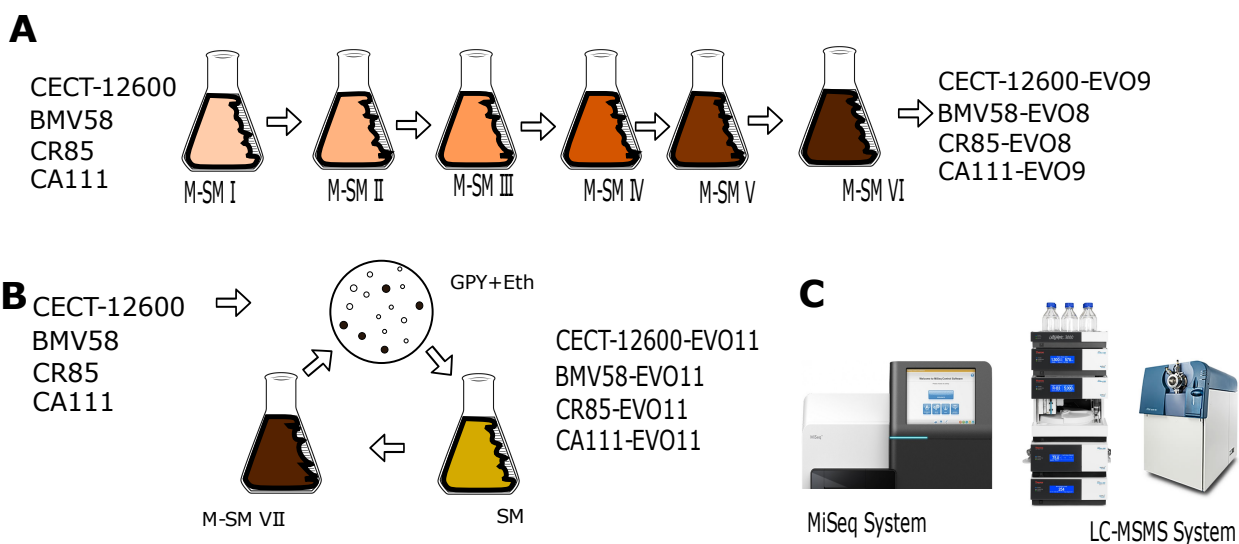 A
CECT-12600
BMV58
CR85
CA111
M-SM I
M-SM II
M-SM III
M-SM IV
M-SM V
M-SM VI
CECT-12600-EVO9
BMV58-EVO8
CR85-EVO8
CA111-EVO9
B
CECT-12600
BMV58
CR85
CA111
GPY+Eth
M-SM VII
SM
CECT-12600-EVO11
BMV58-EVO11
CR85-EVO11
CA111-EVO11
C
MiSeq
MiSeq System
LC-MSMS System